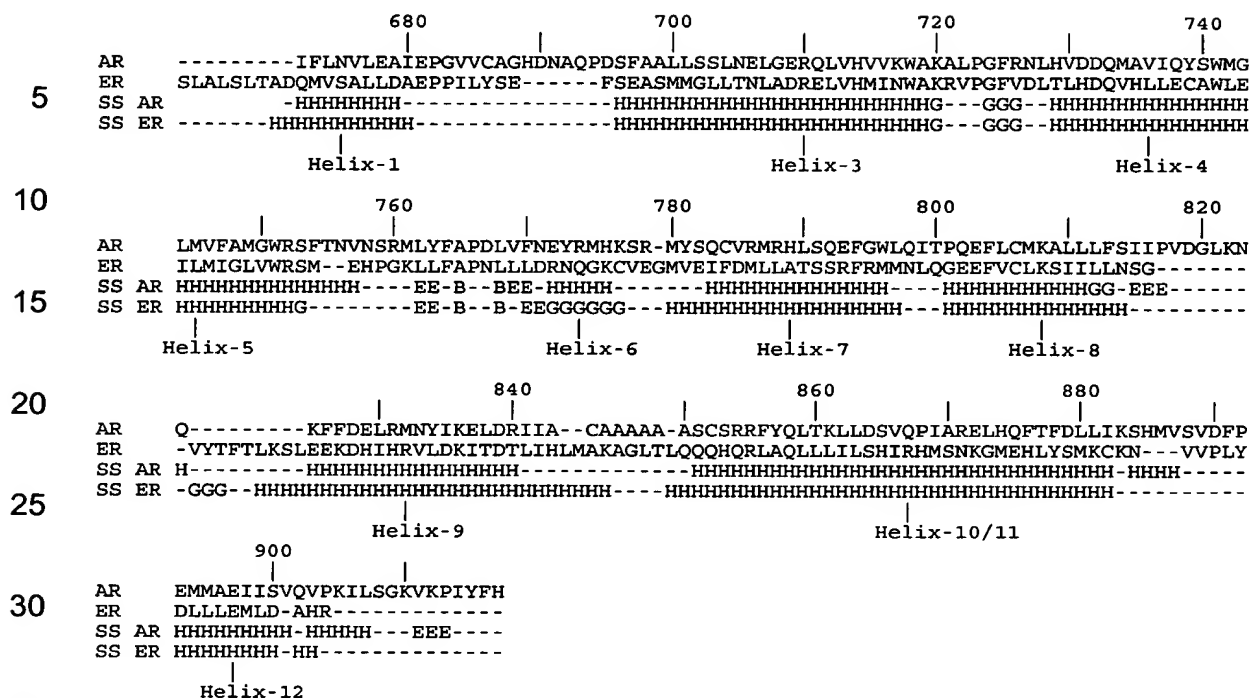 680 700 720 740
AR ---------IFLNVLEAIEPGVVCAGHDNAQPDSFAALLSSLNELGERQLVHVVKWAKALPGFRNLHVDDQMAVIQYSWMG
ER SLALSLTADQMVSALLDAEPPILYSE------FSEASMMGLLTNLADRELVHMINWAKRVPGFVDLTLHDQVHLLECAWLE
5
SS AR -HHHHHHHH----------------HHHHHHHHHHHHHHHHHHHHHHHHG---GGG--HHHHHHHHHHHHHHH
SS ER -------HHHHHHHHHHH---------------HHHHHHHHHHHHHHHHHHHHHHHHG---GGG--HHHHHHHHHHHHHHH
Helix-1 Helix-3 Helix-4
10
760 780 800 820
AR LMVFAMGWRSFTNVNSRMLYFAPDLVFNEYRMHKSR-MYSQCVRMRHLSQEFGWLQITPQEFLCMKALLLFSIIPVDGLKN
ER ILMIGLVWRSM--EHPGKLLFAPNLLLDRNQGKCVEGMVEIFDMLLATSSRFRMMNLQGEEFVCLKSIILLNSG-------
SS AR HHHHHHHHHHHHHH----EE-B--BEE-HHHHH-------HHHHHHHHHHHHHH----HHHHHHHHHHHGG-EEE------
15
SS ER HHHHHHHHHG--------EE-B--B-EEGGGGGG---HHHHHHHHHHHHHHHHHH---HHHHHHHHHHHHHH---------
Helix-5 Helix-6 Helix-7 Helix-8
20
840 860 880
AR Q---------KFFDELRMNYIKELDRIIA--CAAAAA-ASCSRRFYQLTKLLDSVQPIARELHQFTFDLLIKSHMVSVDFP
ER -VYTFTLKSLEEKDHIHRVLDKITDTLIHLMAKAGLTLQQQHQRLAQLLLILSHIRHMSNKGMEHLYSMKCKN---VVPLY
SS AR H---------HHHHHHHHHHHHHHHH-------------HHHHHHHHHHHHHHHHHHHHHHHHHHHHHHHH-HHHH-----
25
SS ER -GGG--HHHHHHHHHHHHHHHHHHHHHHHHHHH----HHHHHHHHHHHHHHHHHHHHHHHHHHHHHHHHHH----------
Helix-9 Helix-10/11
900
AR EMMAEIISVQVPKILSGKVKPIYFH
30
ER DLLLEMLD-AHR-------------
SS AR HHHHHHHHH-HHHHH---EEE----
SS ER HHHHHHHH-HH--------------
Helix-12